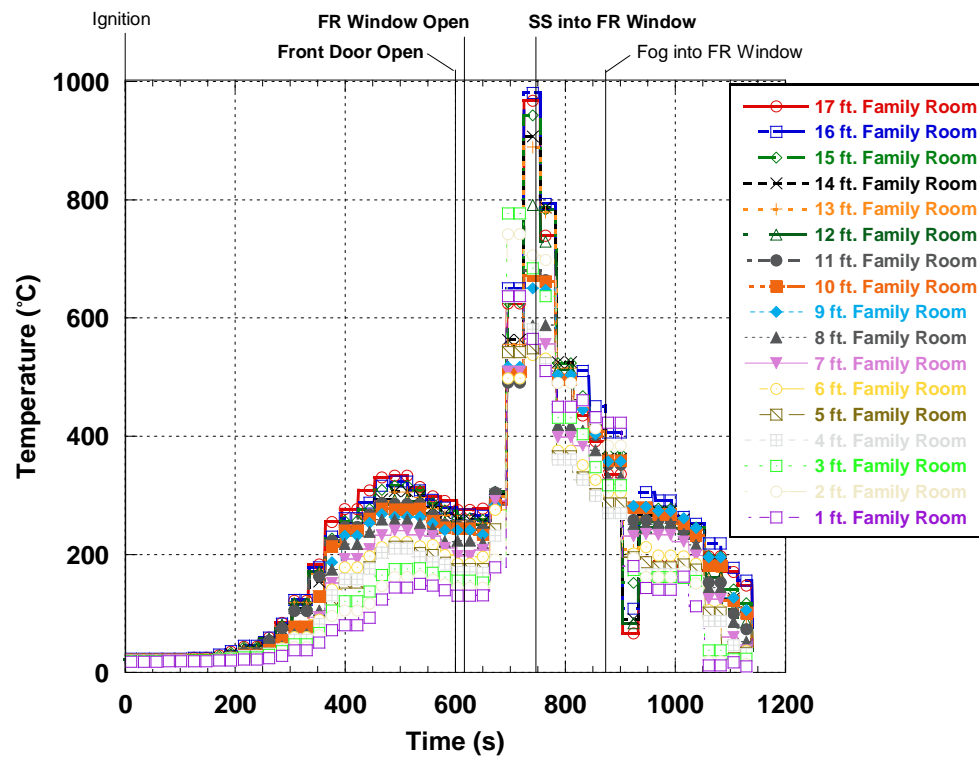 Ignition
FR Window Open
SS into FR Window
Front Door Open
Fog into FR Window
1000
800
600
400
200
0
Temperature (°C)
0
200
400
600
800
1000
1200
Time (s)
17 ft. Family Room
16 ft. Family Room
15 ft. Family Room
14 ft. Family Room
13 ft. Family Room
12 ft. Family Room
11 ft. Family Room
10 ft. Family Room
9 ft. Family Room
8 ft. Family Room
7 ft. Family Room
6 ft. Family Room
5 ft. Family Room
4 ft. Family Room
3 ft. Family Room
2 ft. Family Room
1 ft. Family Room